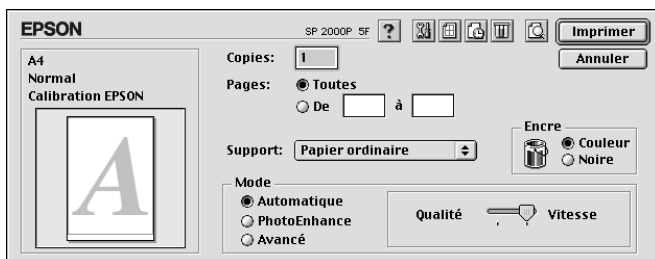 EPSON
SP 2000P 5F
?
Imprimer
Annuler
A4
Normal
Calibration EPSON
A
Copies: 1
Pages: Toutes
De à
Support: Papier ordinaire
Encre
Couleur
Noire
Mode
Automatique
PhotoEnhance
Avancé
Qualité Vitesse